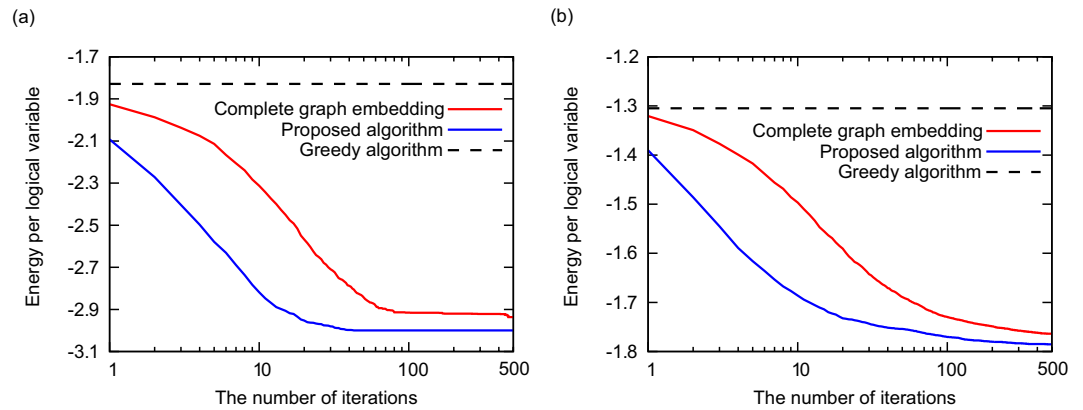 (a)
Energy per logical variable
-1.7
-1.9
-2.1
-2.3
-2.5
-2.7
-2.9
-3.1
Complete graph embedding
Proposed algorithm
Greedy algorithm
1
10
100
500
The number of iterations
(b)
Energy per logical variable
-1.2
-1.3
-1.4
-1.5
-1.6
-1.7
-1.8
Complete graph embedding
Proposed algorithm
Greedy algorithm
1
10
100
500
The number of iterations